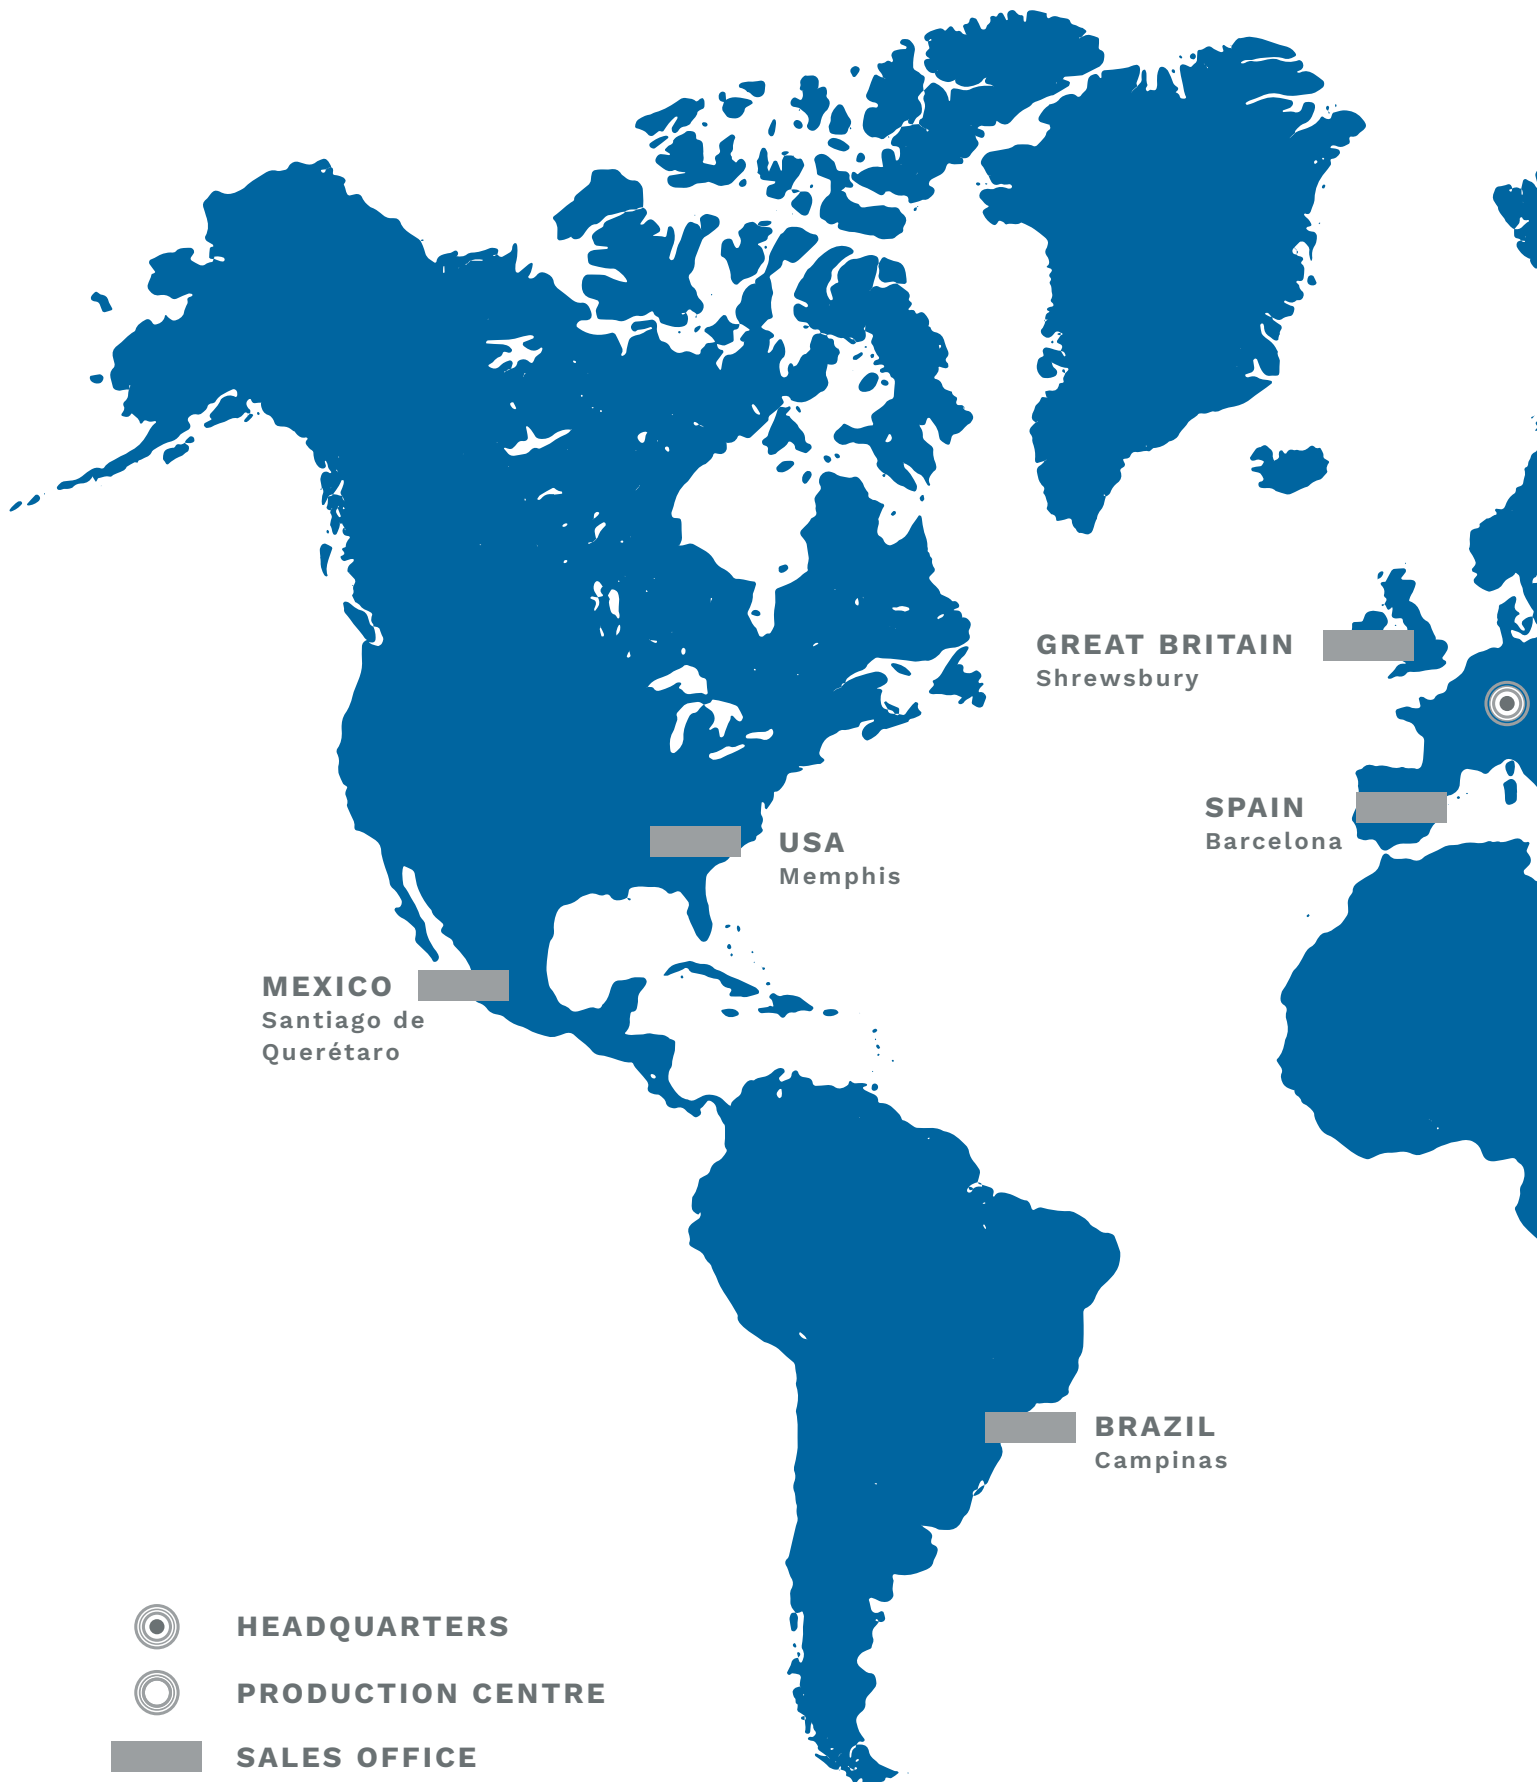 GREAT BRITAIN
Shrewsbury
SPAIN
Barcelona
USA
Memphis
MEXICO
Santiago de
Querétaro
BRAZIL
Campinas
HEADQUARTERS
PRODUCTION CENTRE
SALES OFFICE